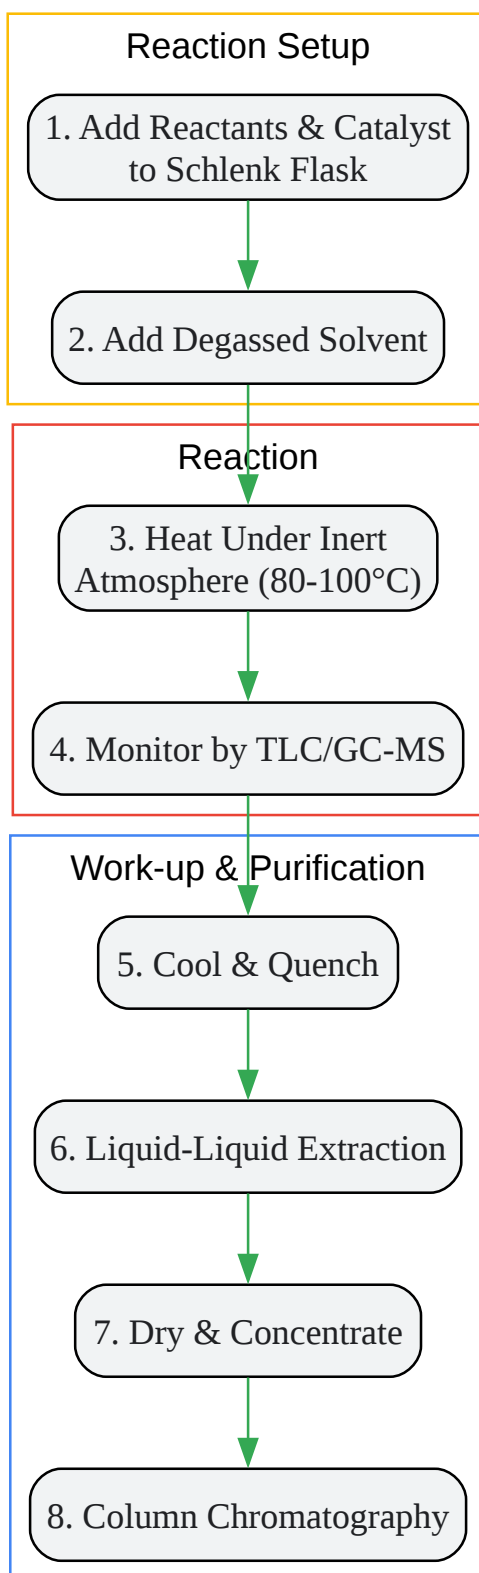 Reaction Setup
1. Add Reactants & Catalyst
to Schlenk Flask
2. Add Degassed Solvent
Reaction
3. Heat Under Inert
Atmosphere (80-100°C)
4. Monitor by TLC/GC-MS
Work-up & Purification
5. Cool & Quench
6. Liquid-Liquid Extraction
7. Dry & Concentrate
8. Column Chromatography